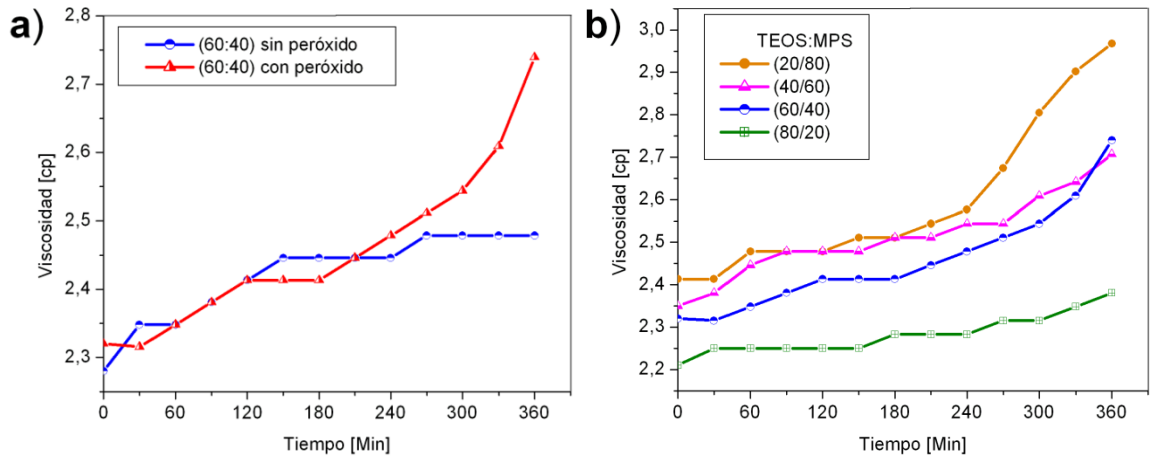 a)
(60:40) sin peróxido
(60:40) con peróxido
2,8
2,7
2,6
2,5
2,4
2,3
Viscosidad [cp]
0 60 120 180 240 300 360
Tiempo [Min]
b)
TEOS:MPS
(20/80)
(40/60)
(60/40)
(80/20)
3,0
2,9
2,8
2,7
2,6
2,5
2,4
2,3
2,2
Viscosidad [cp]
0 60 120 180 240 300 360
Tiempo [Min]